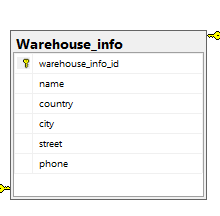 Warehouse_info
warehouse_info_id
name
country
city
street
phone